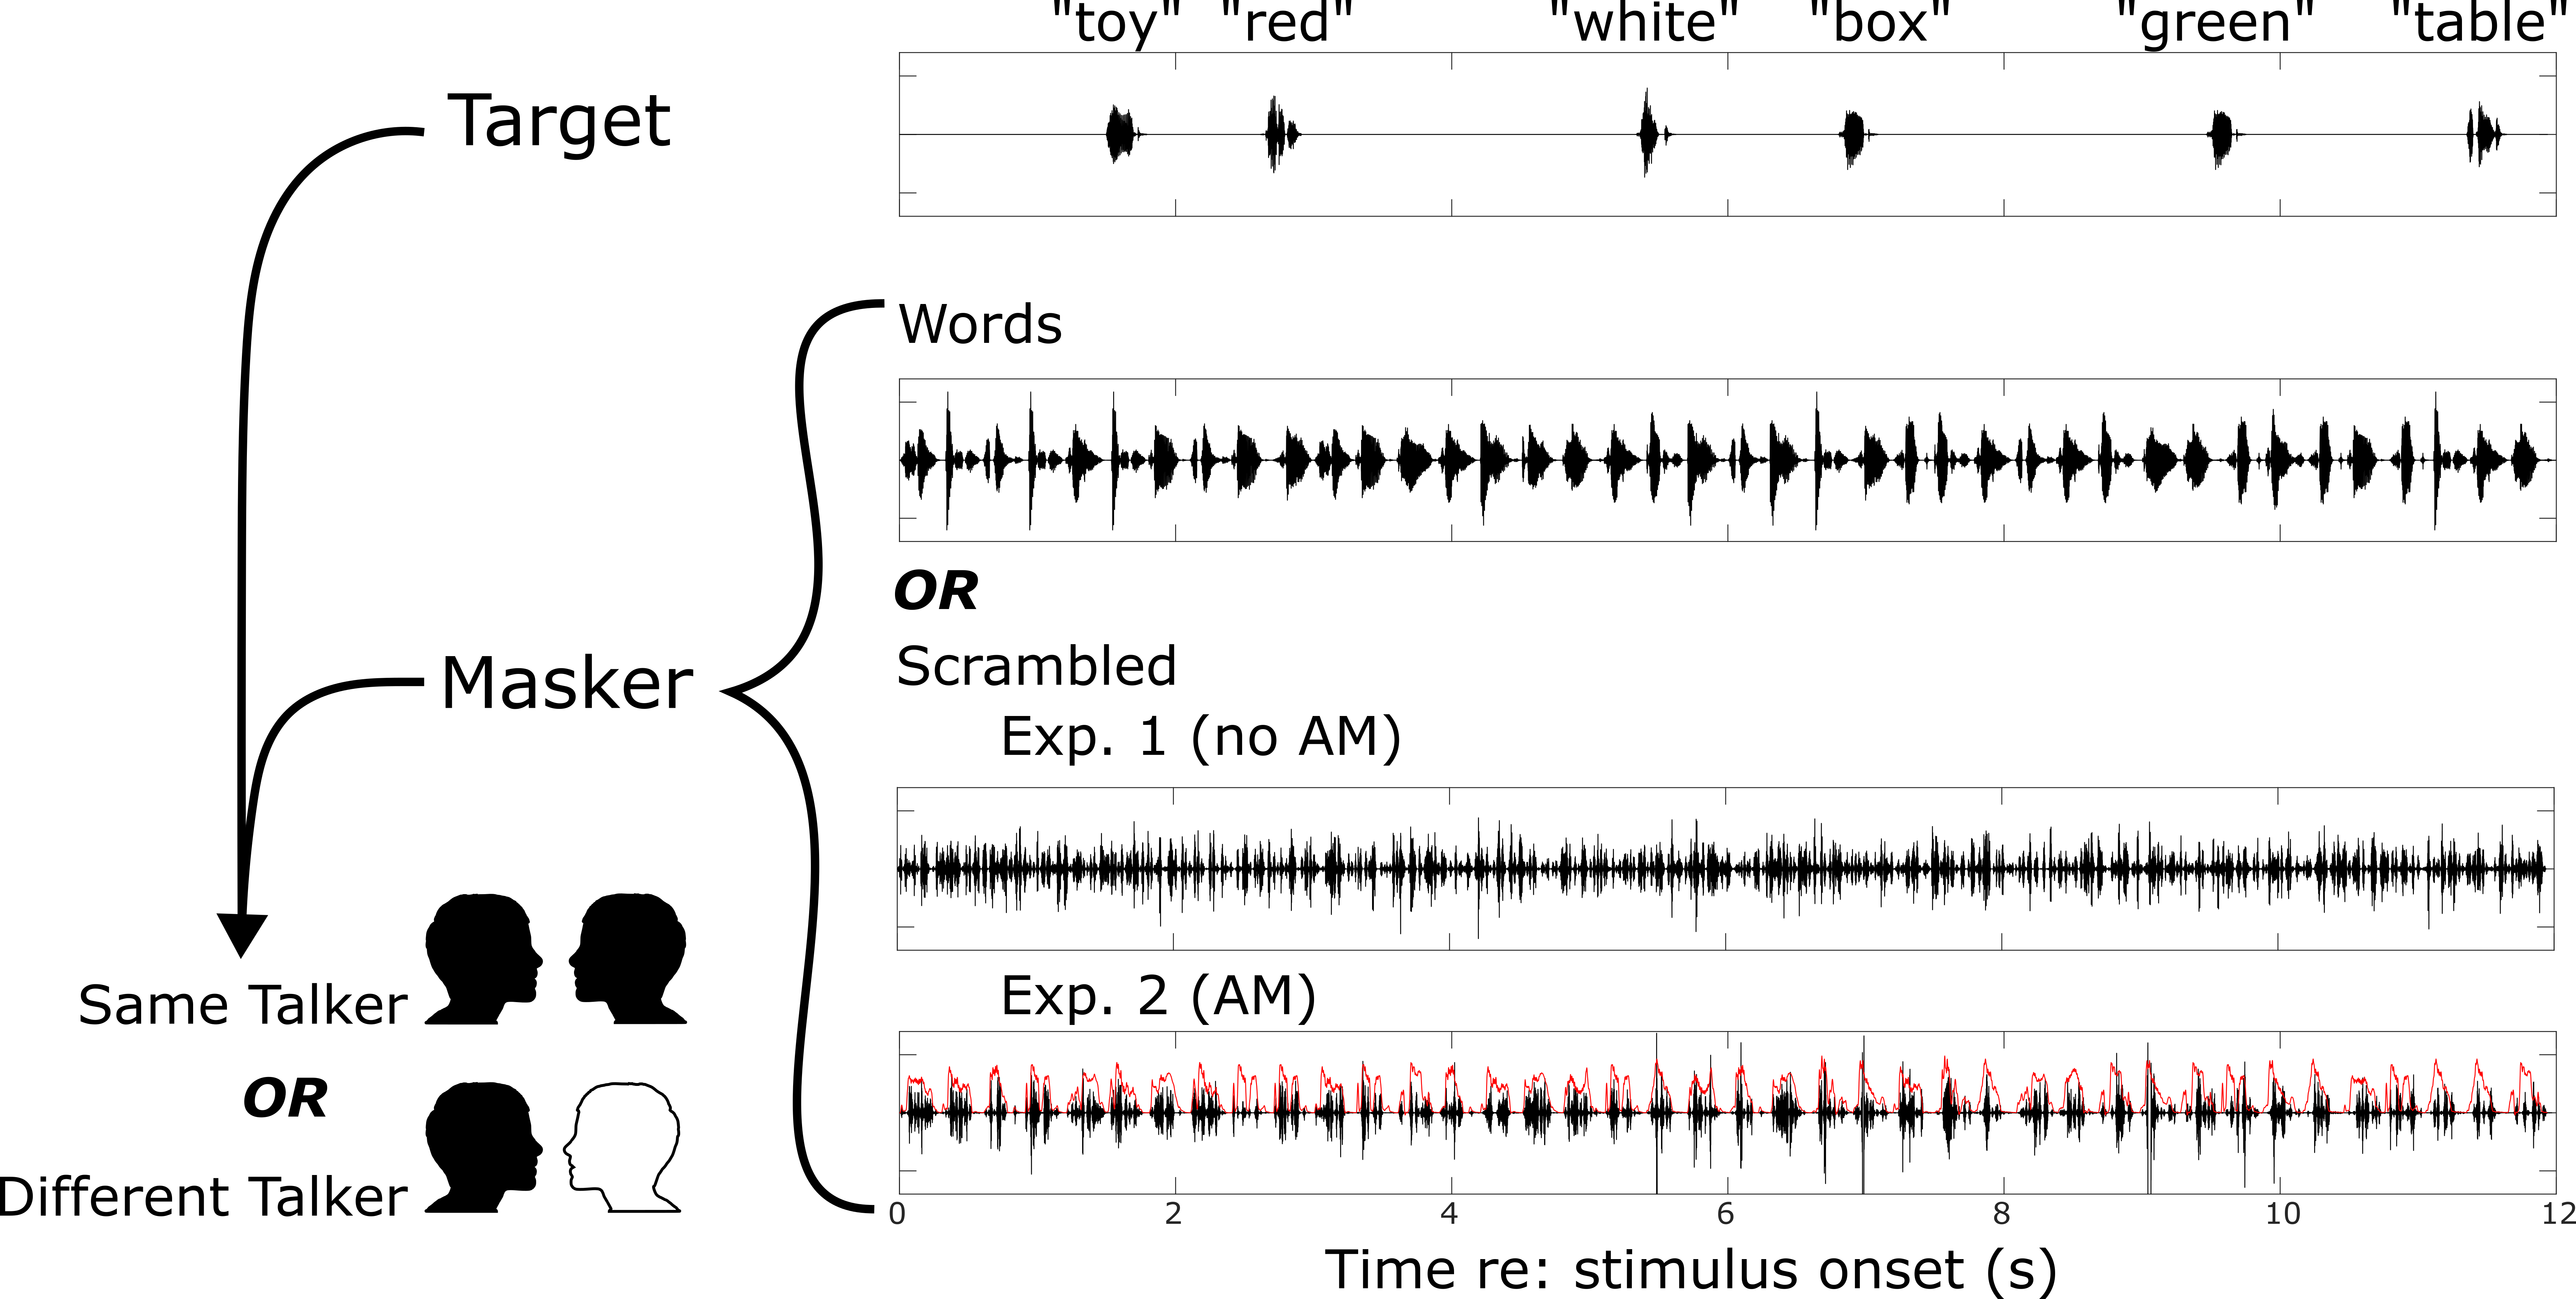 "toy" "red" "white" "box" "green" "table"
Target
Words
OR
Scrambled
Masker
Exp. 1 (no AM)
Exp. 2 (AM)
Same Talker
OR
Different Talker
0 2 4 6 8 10 12
Time re: stimulus onset (s)